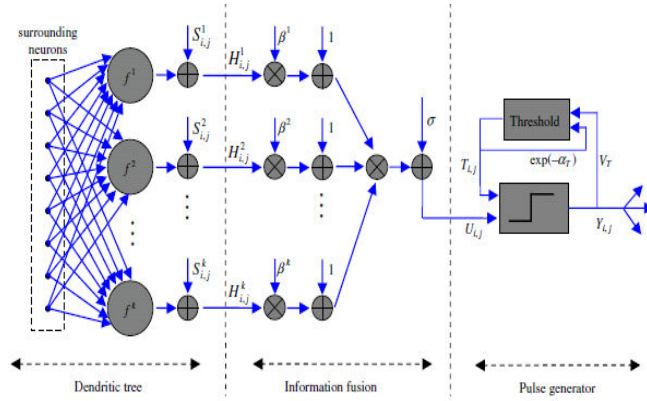 surrounding
neurons
f¹
S¹i,j
H¹i,j
β¹
1
f²
S²i,j
H²i,j
β²
1
fᵏ
Sᵏi,j
Hᵏi,j
βᵏ
1
σ
Threshold
Ti,j
exp(−αT)
VT
Ui,j
Yi,j
Dendritic tree
Information fusion
Pulse generator